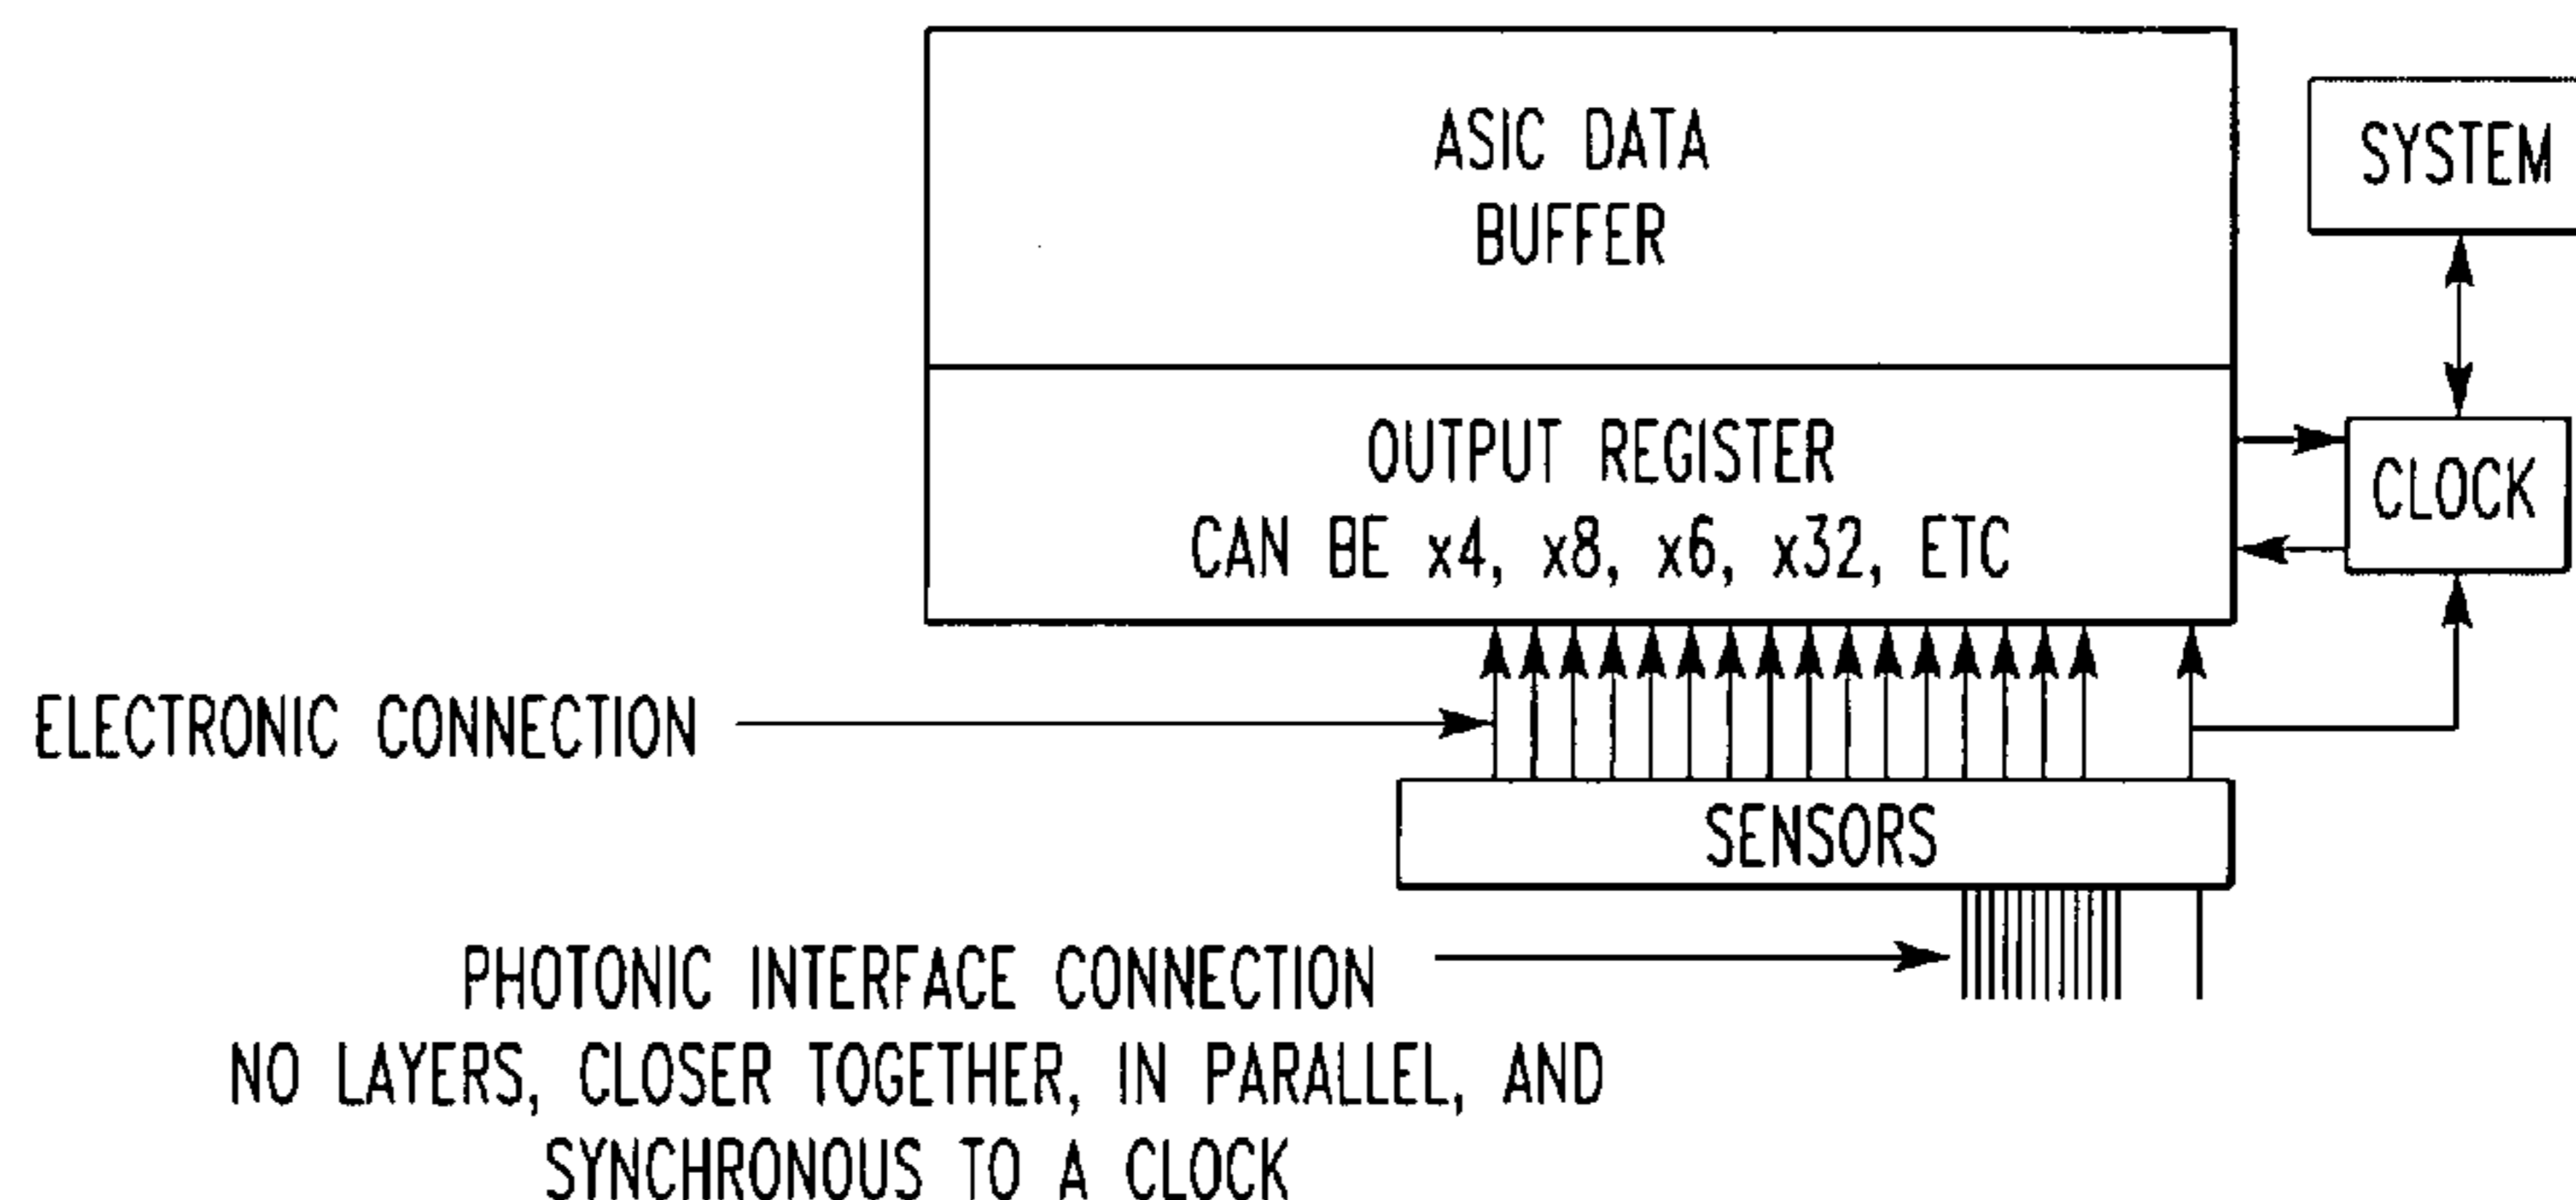 ASIC DATA
BUFFER
SYSTEM
OUTPUT REGISTER
CAN BE x4, x8, x6, x32, ETC
CLOCK
ELECTRONIC CONNECTION
SENSORS
PHOTONIC INTERFACE CONNECTION
NO LAYERS, CLOSER TOGETHER, IN PARALLEL, AND
SYNCHRONOUS TO A CLOCK